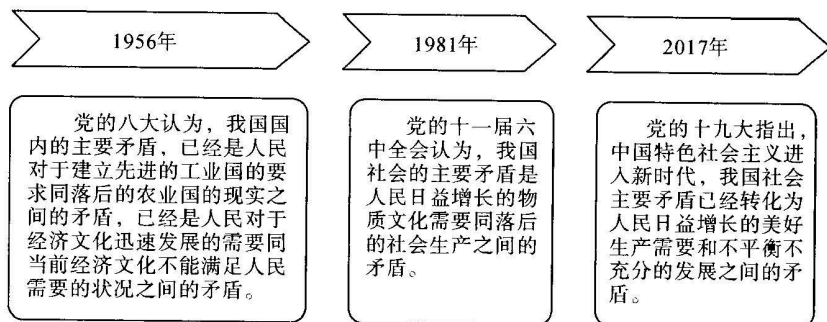 1956年
1981年
2017年
党的八大认为，我国国
内的主要矛盾，已经是人民
对于建立先进的工业国的要
求同落后的农业国的现实之
间的矛盾，已经是人民对于
经济文化迅速发展的需要同
当前经济文化不能满足人民
需要的状况之间的矛盾。
党的十一届六
中全会认为，我国
社会的主要矛盾是
人民日益增长的物
质文化需要同落后
的社会生产之间的
矛盾。
党的十九大指出，
中国特色社会主义进
入新时代，我国社会
主要矛盾已经转化为
人民日益增长的美好
生产需要和不平衡不
充分的发展之间的矛
盾。